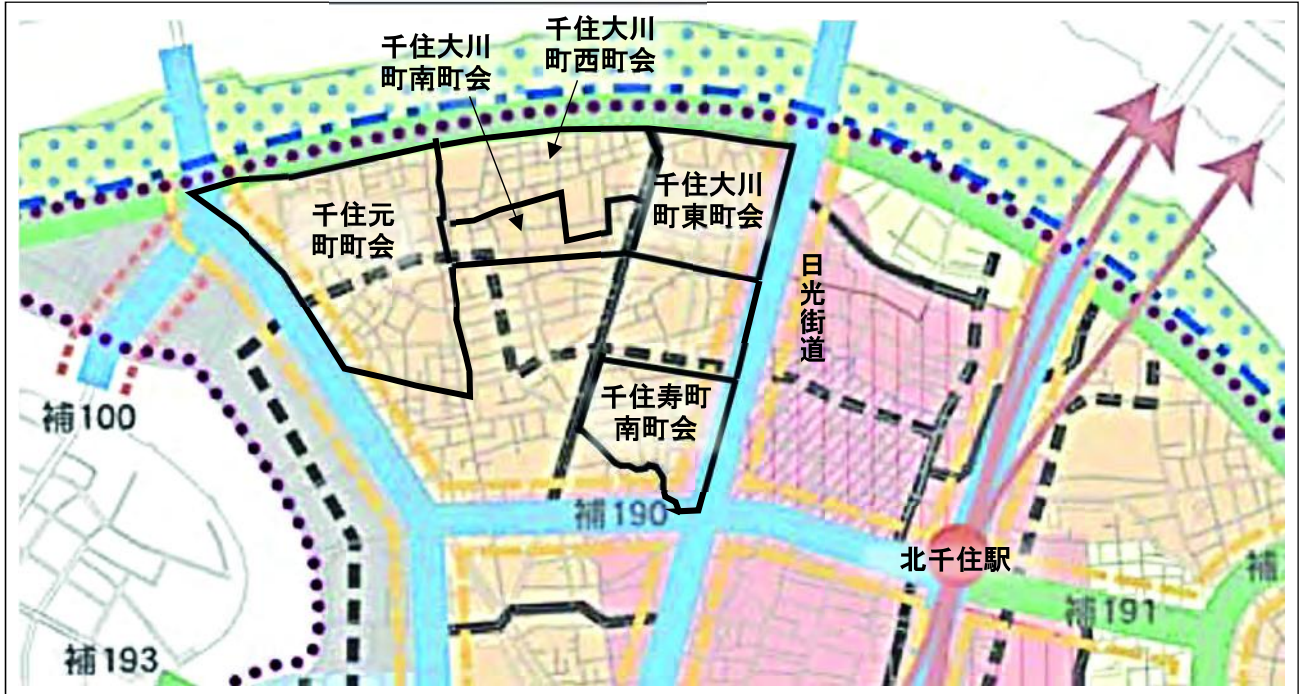 千住大川
町西町会
千住大川
町南町会
千住大川
町東町会
千住元
町町会
日光街道
千住寿町
南町会
補100
補190
北千住駅
補
補191
補193